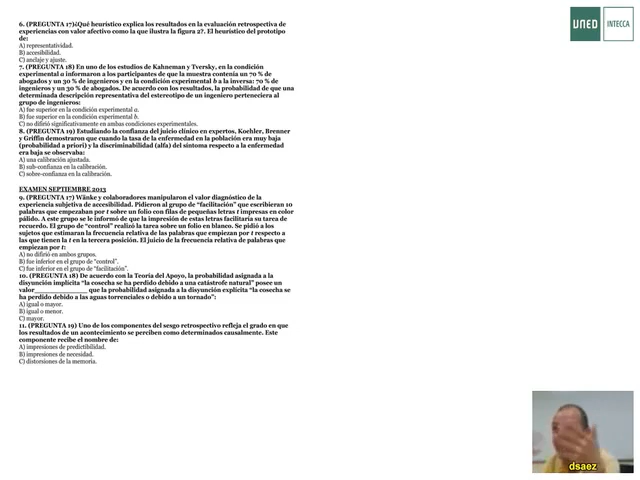 UNED INTECCA
6. (PREGUNTA 17)¿Qué heurístico explica los resultados en la evaluación retrospectiva de
experiencias con valor afectivo como la que ilustra la figura 2?. El heurístico del prototipo
de:
A) representatividad.
B) accesibilidad.
C) anclaje y ajuste.
7. (PREGUNTA 18) En uno de los estudios de Kahneman y Tversky, en la condición
experimental a informaron a los participantes de que la muestra contenía un 70 % de
abogados y un 30 % de ingenieros y en la condición experimental b a la inversa: 70 % de
ingenieros y un 30 % de abogados. De acuerdo con los resultados, la probabilidad de que una
determinada descripción representativa del estereotipo de un ingeniero perteneciera al
grupo de ingenieros:
A) fue superior en la condición experimental a.
B) fue superior en la condición experimental b.
C) no difirió significativamente en ambas condiciones experimentales.
8. (PREGUNTA 19) Estudiando la confianza del juicio clínico en expertos, Koehler, Brenner
y Griffin demostraron que cuando la tasa de la enfermedad en la población era muy baja
(probabilidad a priori) y la discriminabilidad (alfa) del síntoma respecto a la enfermedad
era baja se observaba:
A) una calibración ajustada.
B) sub-confianza en la calibración.
C) sobre-confianza en la calibración.
EXAMEN SEPTIEMBRE 2013
9. (PREGUNTA 17) Wänke y colaboradores manipularon el valor diagnóstico de la
experiencia subjetiva de accesibilidad. Pidieron al grupo de “facilitación” que escribieran 10
palabras que empezaban por t sobre un folio con filas de pequeñas letras t impresas en color
pálido. A este grupo se le informó de que la impresión de estas letras facilitaría su tarea de
recuerdo. El grupo de “control” realizó la tarea sobre un folio en blanco. Se pidió a los
sujetos que estimaran la frecuencia relativa de las palabras que empiezan por t respecto a
las que tienen la t en la tercera posición. El juicio de la frecuencia relativa de palabras que
empiezan por t:
A) no difirió en ambos grupos.
B) fue inferior en el grupo de “control”.
C) fue inferior en el grupo de “facilitación”.
10. (PREGUNTA 18) De acuerdo con la Teoría del Apoyo, la probabilidad asignada a la
disyunción implícita “la cosecha se ha perdido debido a una catástrofe natural” posee un
valor______________ que la probabilidad asignada a la disyunción explícita “la cosecha se
ha perdido debido a las aguas torrenciales o debido a un tornado”:
A) igual o mayor.
B) igual o menor.
C) mayor.
11. (PREGUNTA 19) Uno de los componentes del sesgo retrospectivo refleja el grado en que
los resultados de un acontecimiento se perciben como determinados causalmente. Este
componente recibe el nombre de:
A) impresiones de predictibilidad.
B) impresiones de necesidad.
C) distorsiones de la memoria.
dsaez